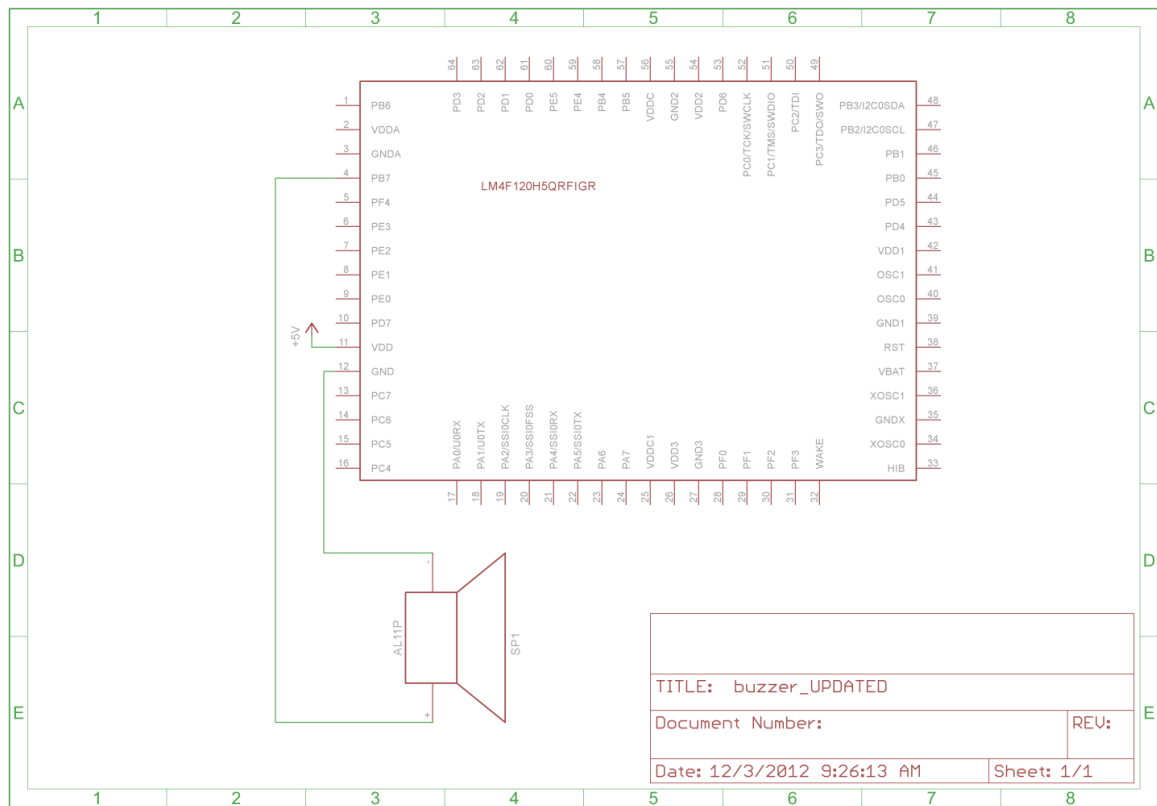 1 2 3 4 5 6 7 8
A A
B B
C C
D D
E E
64 63 62 61 60 59 58 57 56 55 54 53 52 51 50 49
PD3 PD2 PD1 PD0 PE5 PE4 PB4 PB5 VDDC GND2 VDD2 PD6 PC0/TCK/SWCLK PC1/TMS/SWDIO PC2/TDI PC3/TDO/SWO
LM4F120H5QRFIGR
1 PB6
2 VDDA
3 GNDA
4 PB7
5 PF4
6 PE3
7 PE2
8 PE1
9 PE0
10 PD7
+5V
11 VDD
12 GND
13 PC7
14 PC6
15 PC5
16 PC4
PB3/I2C0SDA 48
PB2/I2C0SCL 47
PB1 46
PB0 45
PD5 44
PD4 43
VDD1 42
OSC1 41
OSC0 40
GND1 39
RST 38
VBAT 37
XOSC1 36
GNDX 35
XOSC0 34
HIB 33
PA0/U0RX PA1/U0TX PA2/SSI0CLK PA3/SSI0FSS PA4/SSI0RX PA5/SSI0TX PA6 PA7 VDDC1 VDD3 GND3 PF0 PF1 PF2 PF3 WAKE
17 18 19 20 21 22 23 24 25 26 27 28 29 30 31 32
-
AL11P
SP1
+
TITLE: buzzer_UPDATED
Document Number:
REV:
Date: 12/3/2012 9:26:13 AM
Sheet: 1/1
1 2 3 4 5 6 7 8